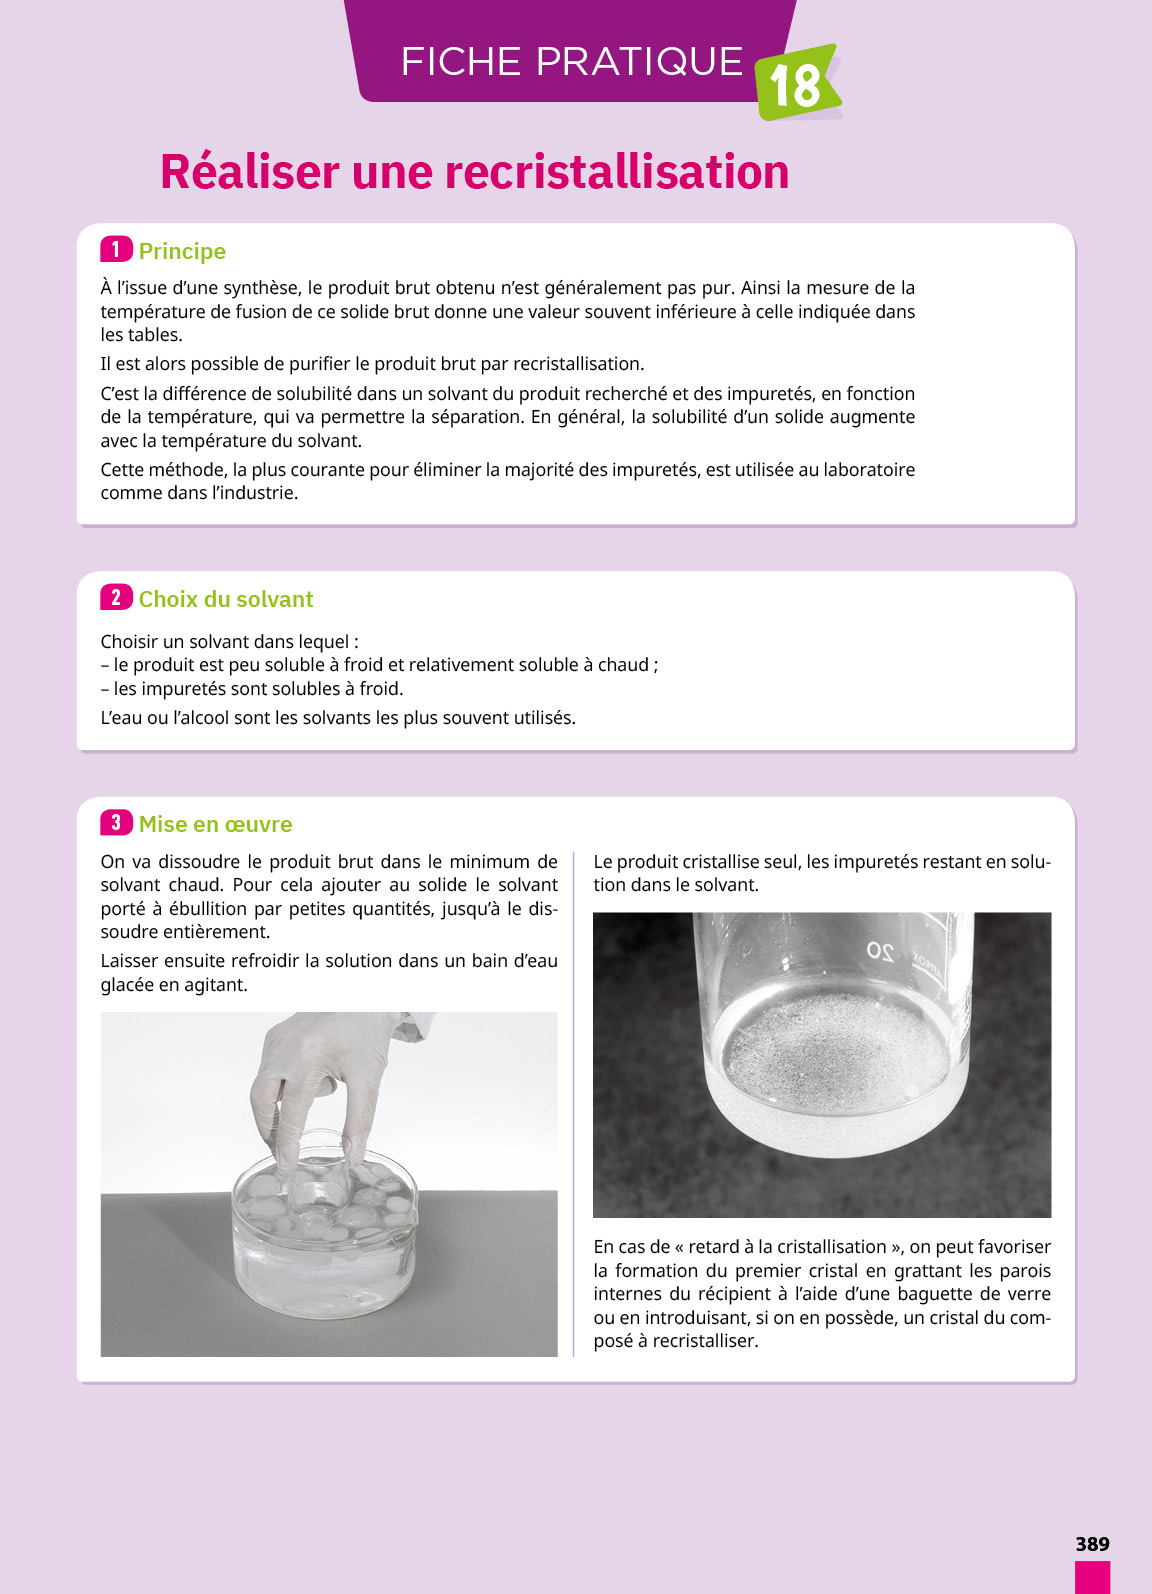 FICHE PRATIQUE 18
Réaliser une recristallisation
1 Principe
À l’issue d’une synthèse, le produit brut obtenu n’est généralement pas pur. Ainsi la mesure de la
température de fusion de ce solide brut donne une valeur souvent inférieure à celle indiquée dans
les tables.
Il est alors possible de purifier le produit brut par recristallisation.
C’est la différence de solubilité dans un solvant du produit recherché et des impuretés, en fonction
de la température, qui va permettre la séparation. En général, la solubilité d’un solide augmente
avec la température du solvant.
Cette méthode, la plus courante pour éliminer la majorité des impuretés, est utilisée au laboratoire
comme dans l’industrie.
2 Choix du solvant
Choisir un solvant dans lequel :
– le produit est peu soluble à froid et relativement soluble à chaud ;
– les impuretés sont solubles à froid.
L’eau ou l’alcool sont les solvants les plus souvent utilisés.
3 Mise en œuvre
On va dissoudre le produit brut dans le minimum de
solvant chaud. Pour cela ajouter au solide le solvant
porté à ébullition par petites quantités, jusqu’à le dis-
soudre entièrement.
Laisser ensuite refroidir la solution dans un bain d’eau
glacée en agitant.
Le produit cristallise seul, les impuretés restant en solu-
tion dans le solvant.
20
APPROX
En cas de « retard à la cristallisation », on peut favoriser
la formation du premier cristal en grattant les parois
internes du récipient à l’aide d’une baguette de verre
ou en introduisant, si on en possède, un cristal du com-
posé à recristalliser.
389